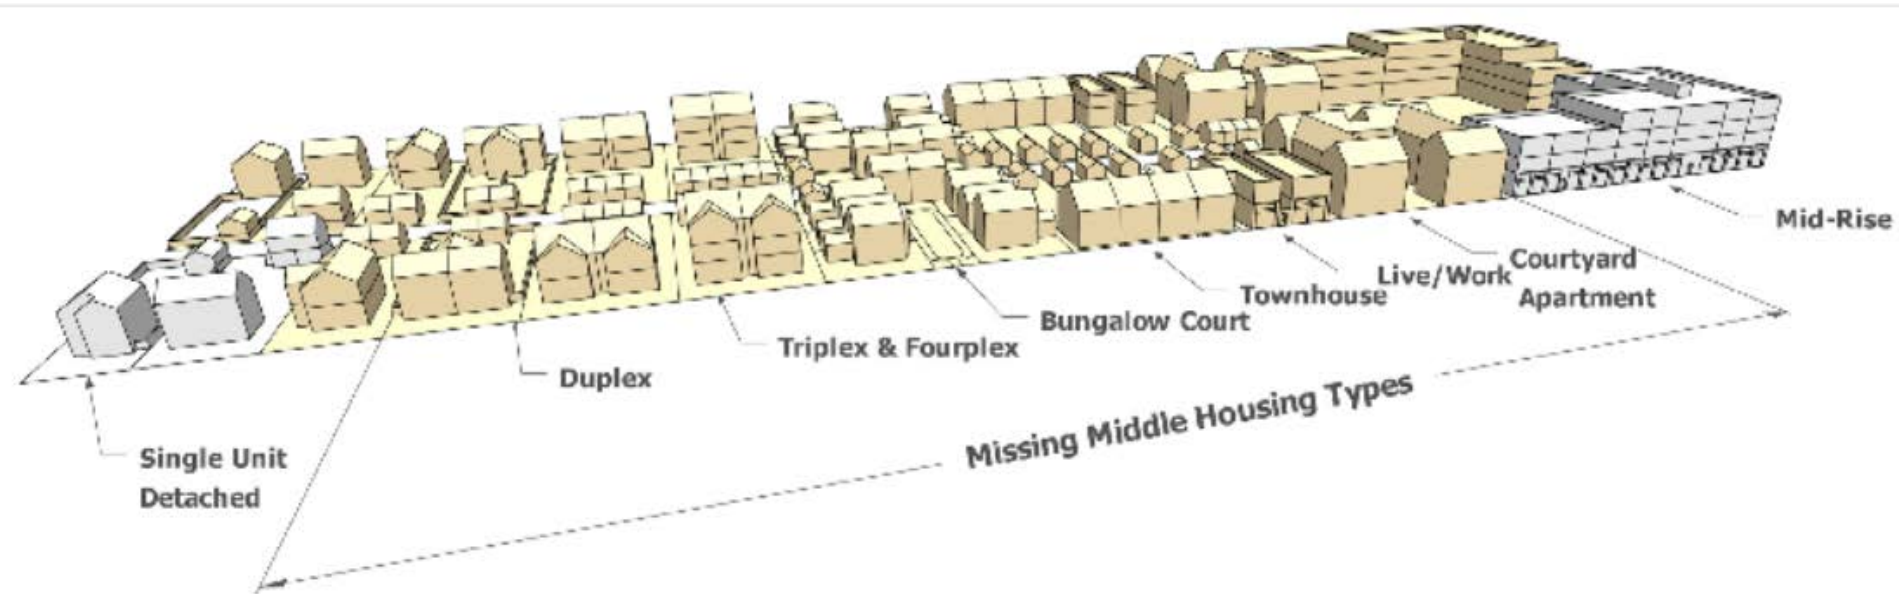 Single Unit
Detached
Duplex
Triplex & Fourplex
Bungalow Court
Townhouse
Live/Work
Courtyard
Apartment
Mid-Rise
Missing Middle Housing Types